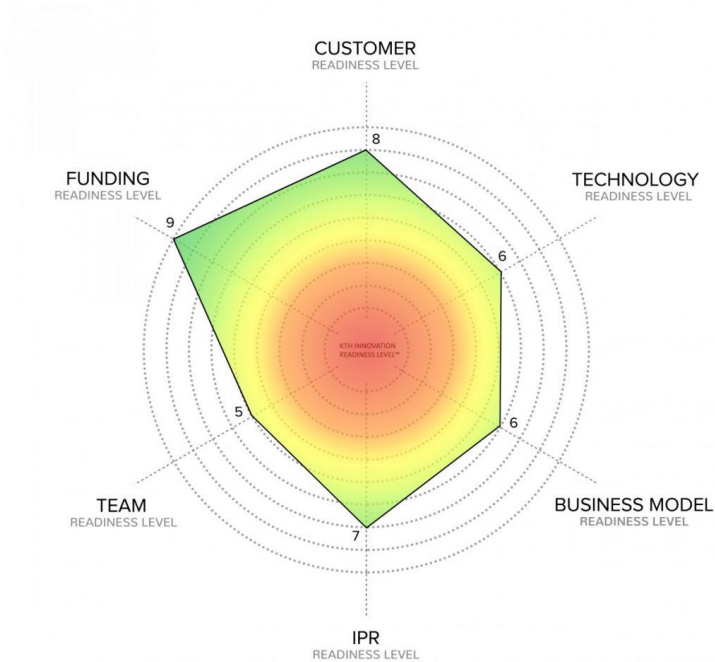 CUSTOMER
READINESS LEVEL
8
FUNDING
READINESS LEVEL
TECHNOLOGY
READINESS LEVEL
9
6
KTH INNOVATION
READINESS LEVEL™
5
6
TEAM
READINESS LEVEL
BUSINESS MODEL
READINESS LEVEL
7
IPR
READINESS LEVEL